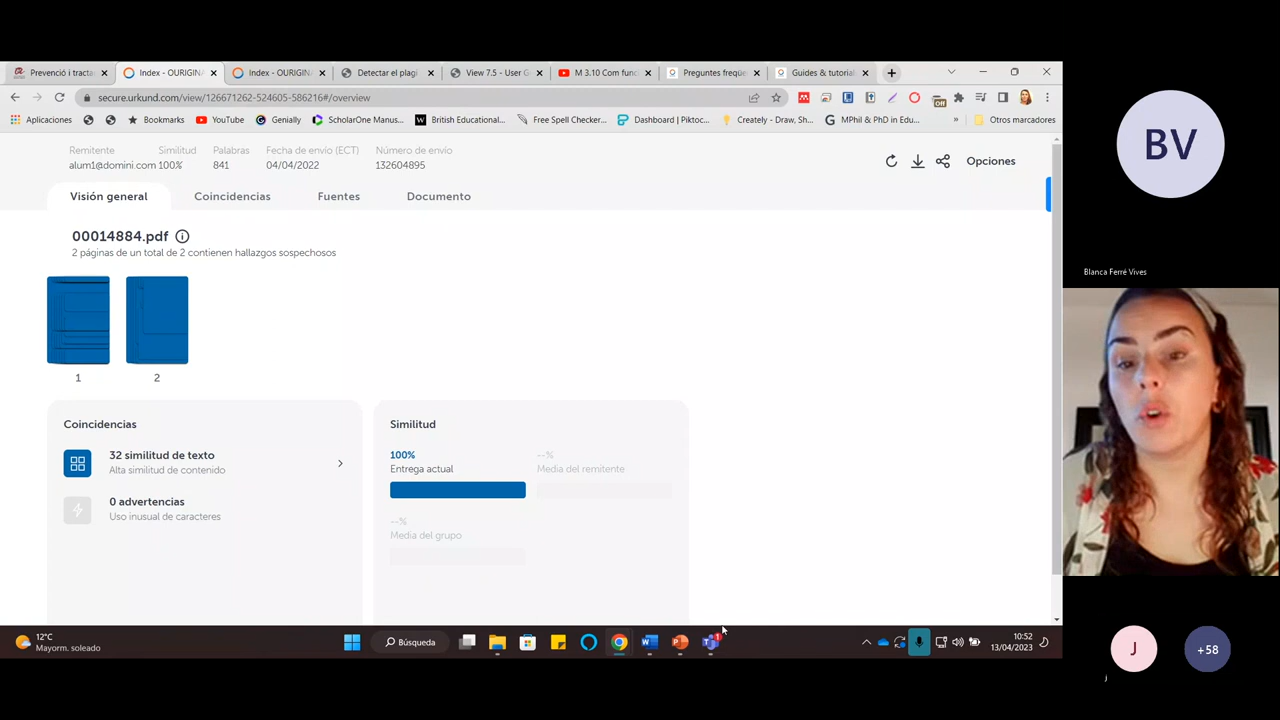 Prevenció i tracta
Index - OURIGINA
Index - OURIGINA
Detectar el plagi
View 7.5 - User G
M 3.10 Com func
Preguntes freqüe
Guides & tutorial
secure.urkund.com/view/126671262-524605-586216#/overview
Aplicaciones
Bookmarks
YouTube
Genially
ScholarOne Manus...
British Educational...
Free Spell Checker...
Dashboard | Piktoc...
Creately - Draw, Sh...
MPhil & PhD in Edu...
»
Otros marcadores
Off
Remitente Similitud Palabras Fecha de envío (ECT) Número de envío
alum1@domini.com 100% 841 04/04/2022 132604895
Opciones
Visión general Coincidencias Fuentes Documento
00014884.pdf
2 páginas de un total de 2 contienen hallazgos sospechosos
1 2
Coincidencias
32 similitud de texto
Alta similitud de contenido
0 advertencias
Uso inusual de caracteres
Similitud
100% --%
Entrega actual Media del remitente
--%
Media del grupo
12°C
Mayorm. soleado
Búsqueda
1
10:52
13/04/2023
BV
Blanca Ferré Vives
J
+58
J